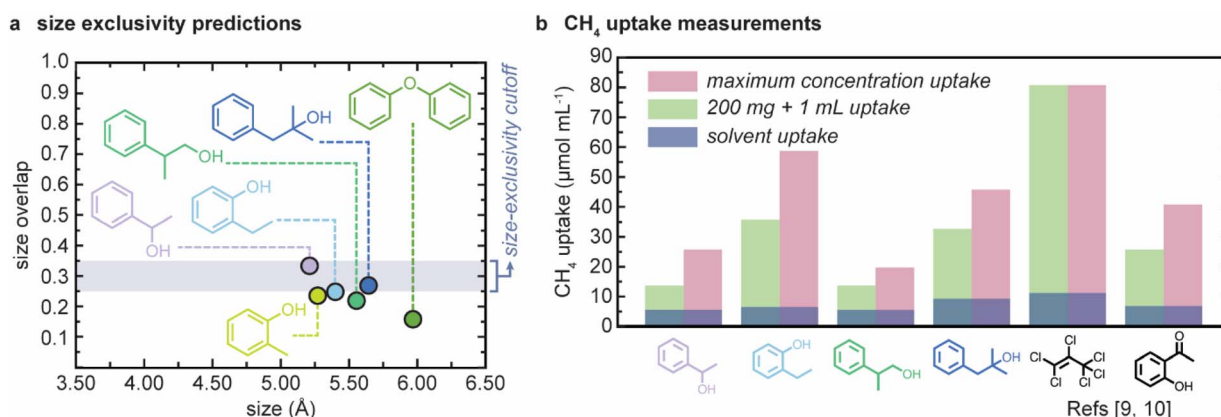 a size exclusivity predictions
size overlap
1.0
0.9
0.8
0.7
0.6
0.5
0.4
0.3
0.2
0.1
3.50 4.00 4.50 5.00 5.50 6.00 6.50
size (Å)
OH
O
OH
OH
OH
OH
size-exclusivity cutoff
b CH₄ uptake measurements
CH₄ uptake (μmol mL⁻¹)
90
80
70
60
50
40
30
20
10
0
maximum concentration uptake
200 mg + 1 mL uptake
solvent uptake
OH
OH
OH
OH
Cl Cl Cl Cl Cl Cl
O
OH
Refs [9, 10]